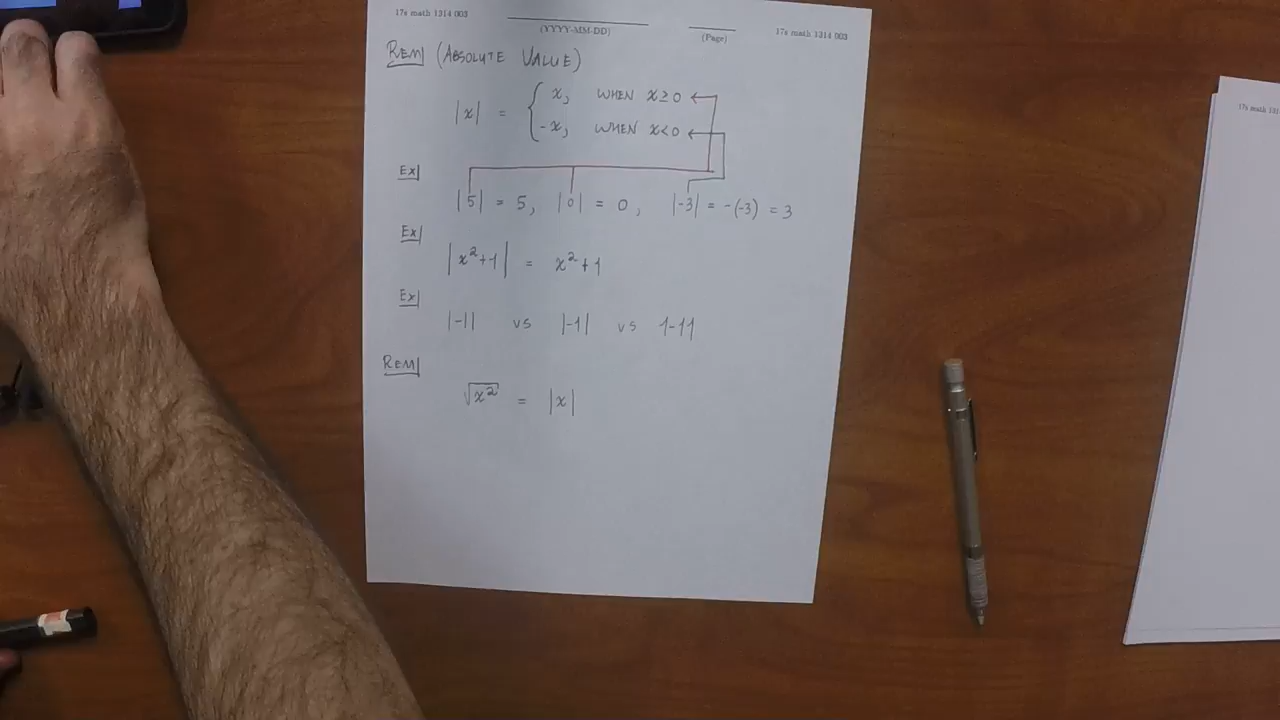 17s math 1314 003 (YYYY-MM-DD) (Page) 17s math 1314 003
REM (ABSOLUTE VALUE)
|x| = { x, WHEN x ≥ 0
-x, WHEN x < 0
Ex
|5| = 5, |0| = 0, |-3| = -(-3) = 3
Ex
|x²+1| = x²+1
Ex
|-1| vs |-1| vs 1-11
REM
√x² = |x|
17s math 131